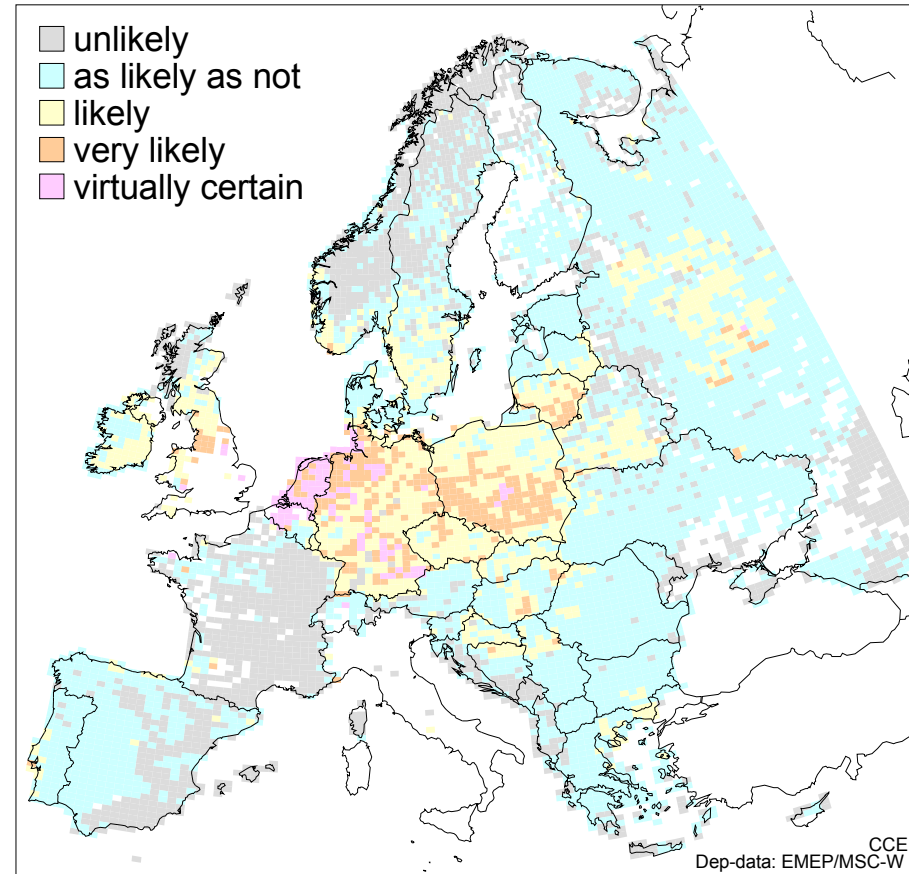 unlikely
as likely as not
likely
very likely
virtually certain
CCE
Dep-data: EMEP/MSC-W